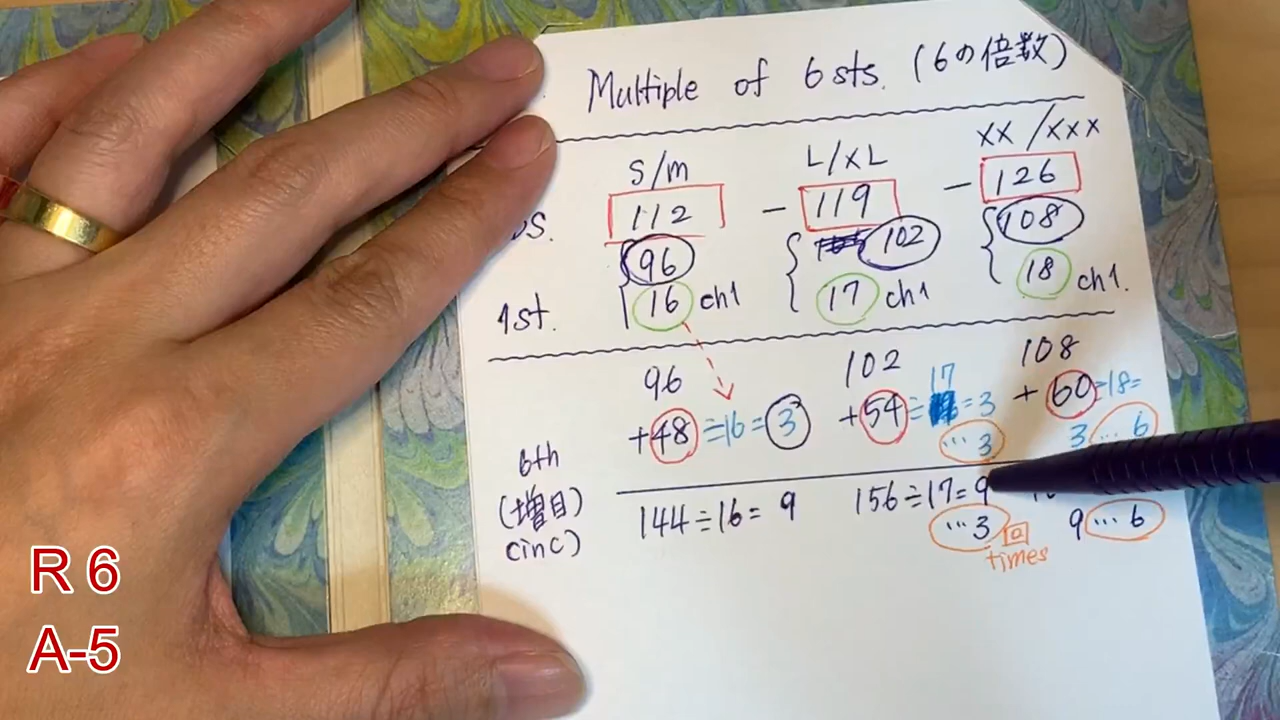 Multiple of 6 sts. (6の倍数)
S/M L/XL XX/XXX
112 - 119 - 126
96 102 108
1st. 16 ch1 17 ch1 18 ch1.
96 102 108
+48÷16=3 +54÷17=3 …3 +60÷18= 3…6
6th
(増目)
(inc)
144÷16= 9 156÷17=9 …3回 9…6
times
R 6
A-5